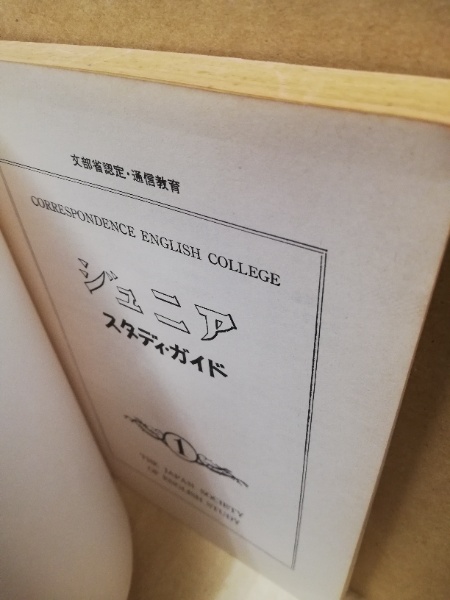 文部省認定・通信教育
CORRESPONDENCE ENGLISH COLLEGE
ジュニア
スタディ・ガイド
1
THE JAPAN SOCIETY
OF ENGLISH STUDY